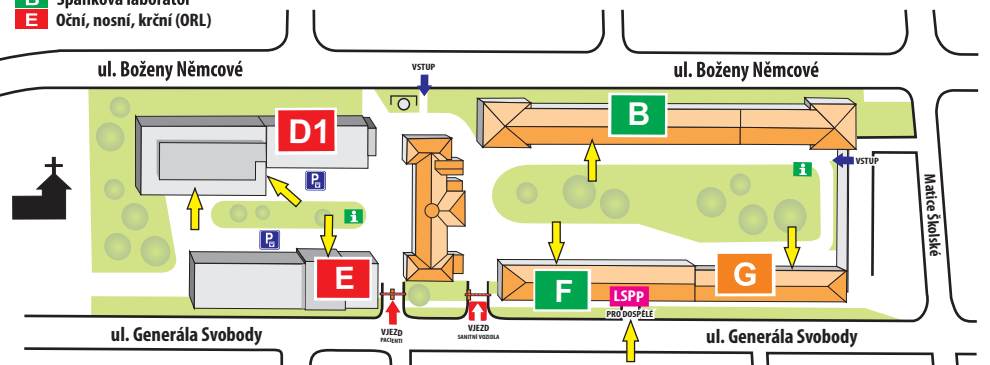 B Spánková laboratoř
E Oční, nosní, krční (ORL)
ul. Boženy Němcové
VSTUP
ul. Boženy Němcové
D1
B
P
i
VSTUP
Matice Školské
i
P
E
F
G
LSPP
PRO DOSPĚLÉ
ul. Generála Svobody
VJEZD
PACIENTI
VJEZD
SANITNÍ VOZIDLA
ul. Generála Svobody